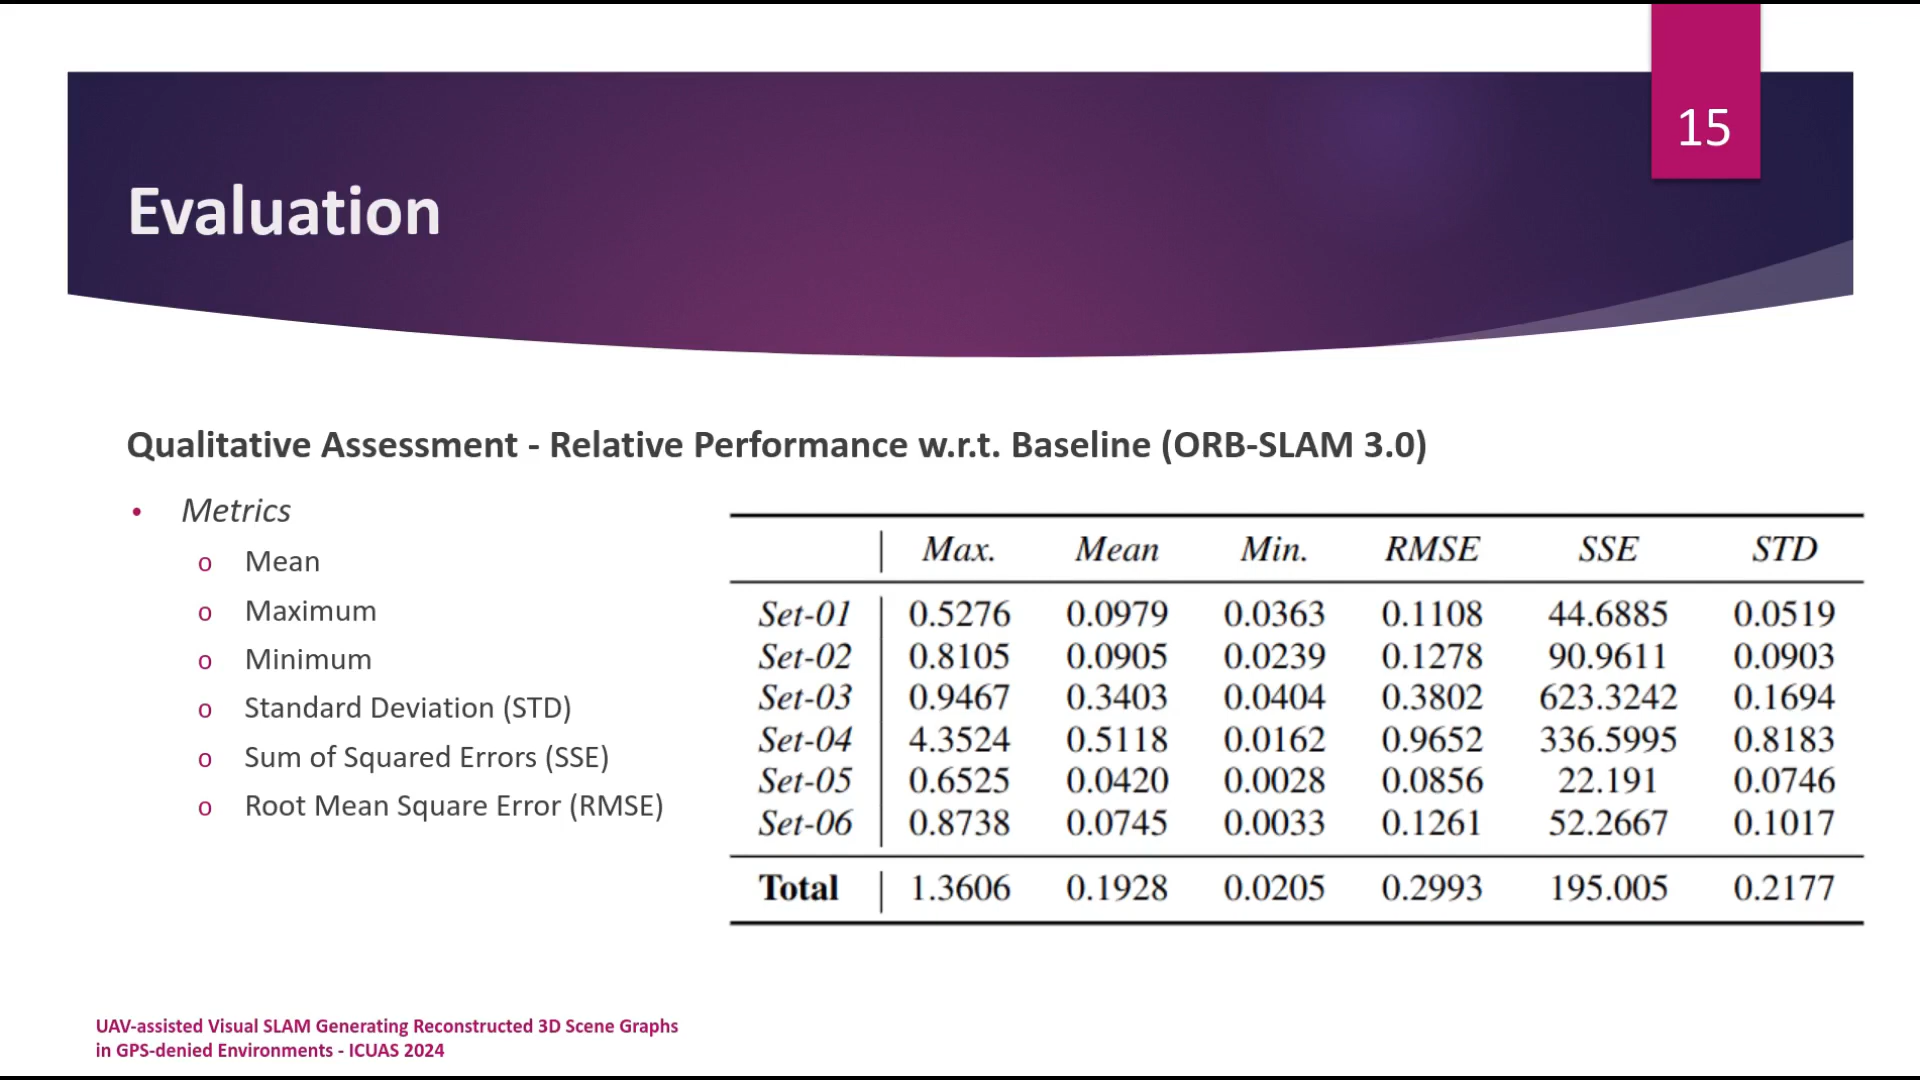 15
Evaluation
Qualitative Assessment - Relative Performance w.r.t. Baseline (ORB-SLAM 3.0)
• Metrics
o Mean
o Maximum
o Minimum
o Standard Deviation (STD)
o Sum of Squared Errors (SSE)
o Root Mean Square Error (RMSE)
Max. Mean Min. RMSE SSE STD
Set-01 0.5276 0.0979 0.0363 0.1108 44.6885 0.0519
Set-02 0.8105 0.0905 0.0239 0.1278 90.9611 0.0903
Set-03 0.9467 0.3403 0.0404 0.3802 623.3242 0.1694
Set-04 4.3524 0.5118 0.0162 0.9652 336.5995 0.8183
Set-05 0.6525 0.0420 0.0028 0.0856 22.191 0.0746
Set-06 0.8738 0.0745 0.0033 0.1261 52.2667 0.1017
Total 1.3606 0.1928 0.0205 0.2993 195.005 0.2177
UAV-assisted Visual SLAM Generating Reconstructed 3D Scene Graphs
in GPS-denied Environments - ICUAS 2024